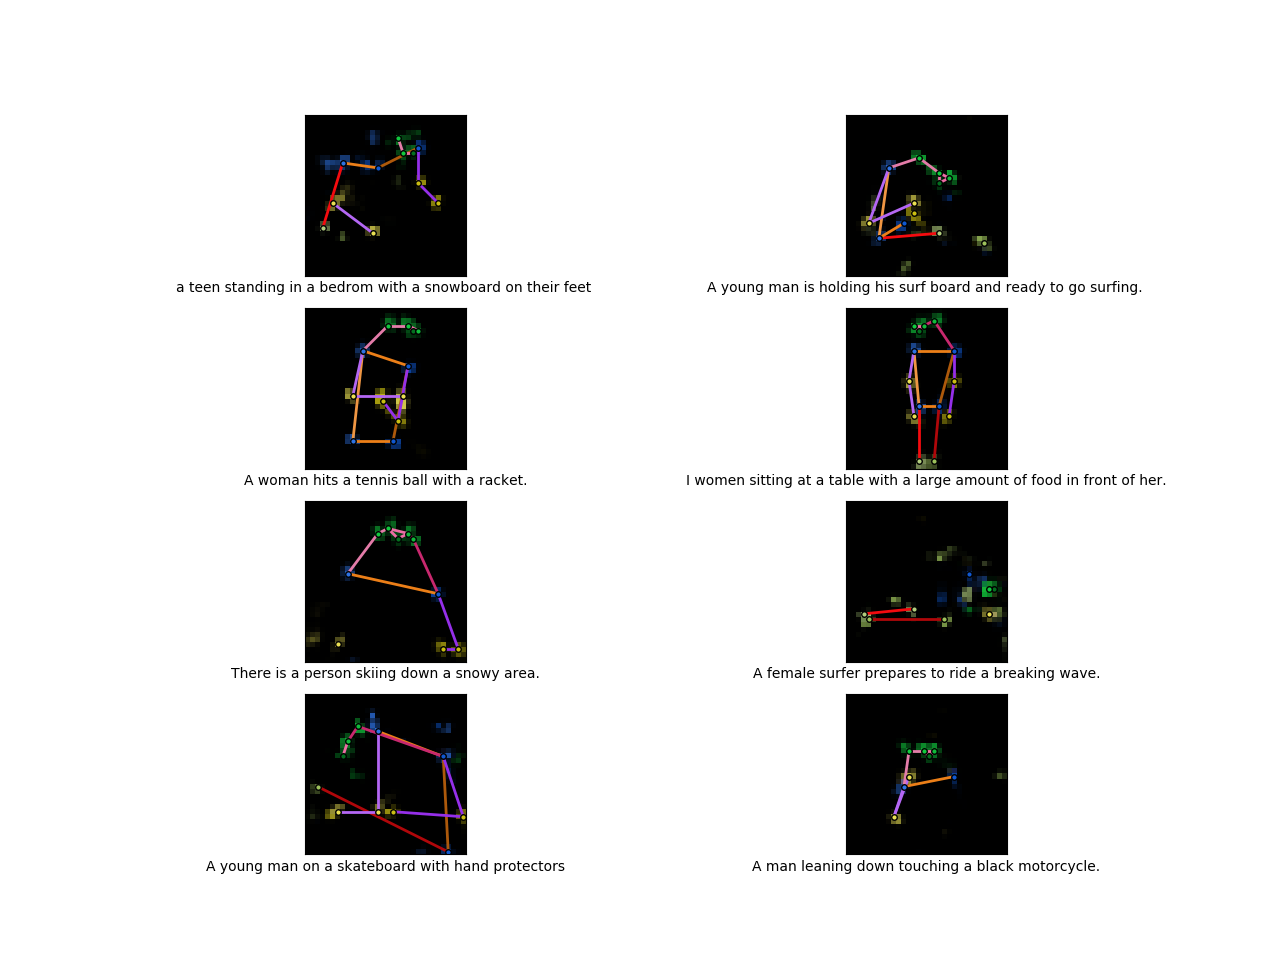 a teen standing in a bedrom with a snowboard on their feet
A young man is holding his surf board and ready to go surfing.
A woman hits a tennis ball with a racket.
I women sitting at a table with a large amount of food in front of her.
There is a person skiing down a snowy area.
A female surfer prepares to ride a breaking wave.
A young man on a skateboard with hand protectors
A man leaning down touching a black motorcycle.